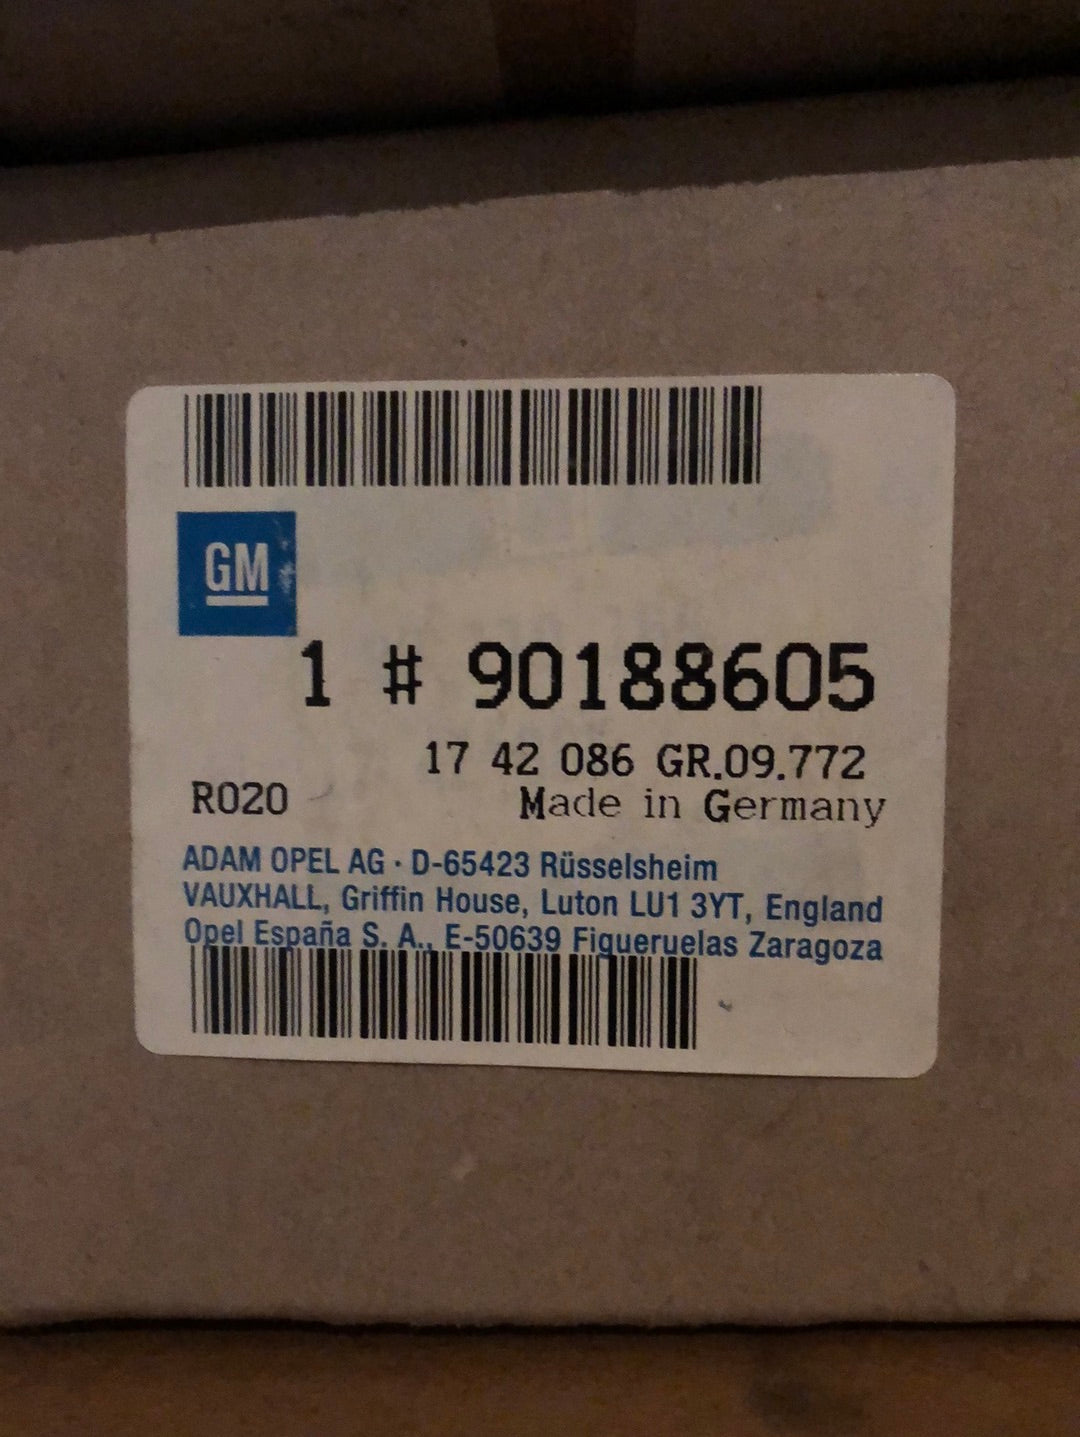 GM
1 # 90188605
17 42 086 GR.09.772
R020 Made in Germany
ADAM OPEL AG · D-65423 Rüsselsheim
VAUXHALL, Griffin House, Luton LU1 3YT, England
Opel España S. A., E-50639 Figueruelas Zaragoza